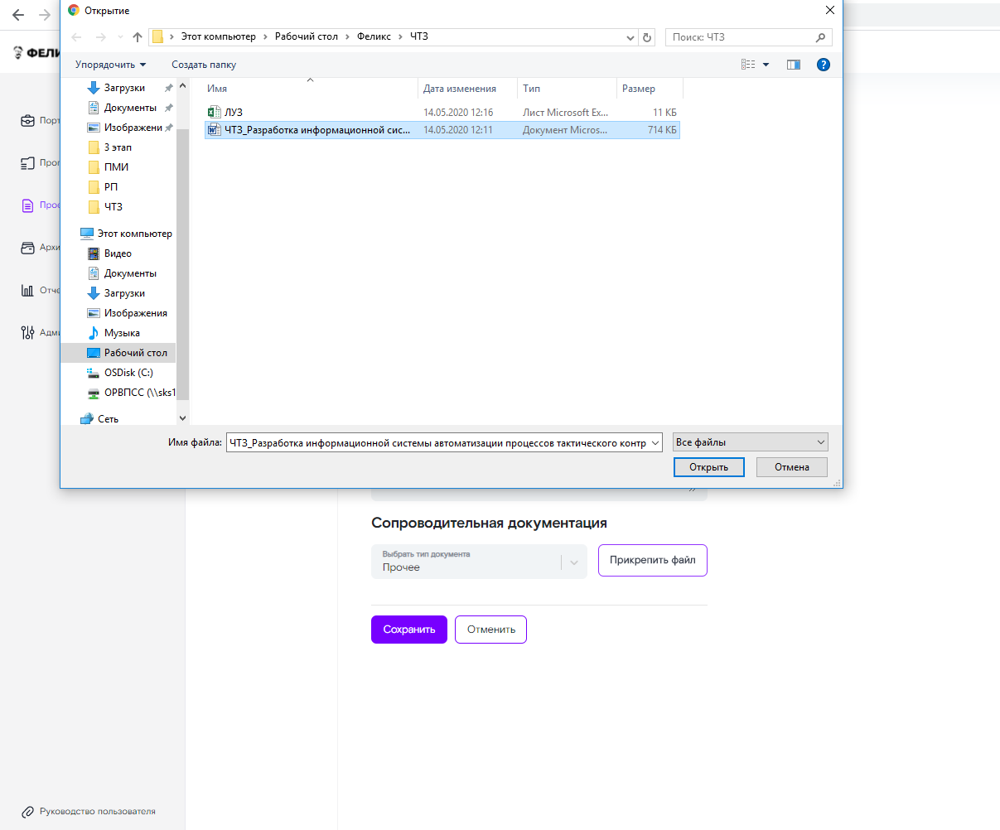 Открытие
Этот компьютер › Рабочий стол › Феликс › ЧТЗ
Поиск: ЧТЗ
Упорядочить
Создать папку
Имя
Дата изменения
Тип
Размер
ЛУЗ 14.05.2020 12:16 Лист Microsoft Ex... 11 КБ
ЧТЗ_Разработка информационной сис... 14.05.2020 12:11 Документ Micros... 714 КБ
Загрузки
Документы
Изображени
3 этап
ПМИ
РП
ЧТЗ
Этот компьютер
Видео
Документы
Загрузки
Изображения
Музыка
Рабочий стол
OSDisk (C:)
ОРВПСС (\\sks1
Сеть
Имя файла: ЧТЗ_Разработка информационной системы автоматизации процессов тактического контр
Все файлы
Открыть
Отмена
ФЕЛИ
Порт
Прог
Прое
Архи
Отче
Адми
Сопроводительная документация
Выбрать тип документа
Прочее
Прикрепить файл
Сохранить
Отменить
Руководство пользователя